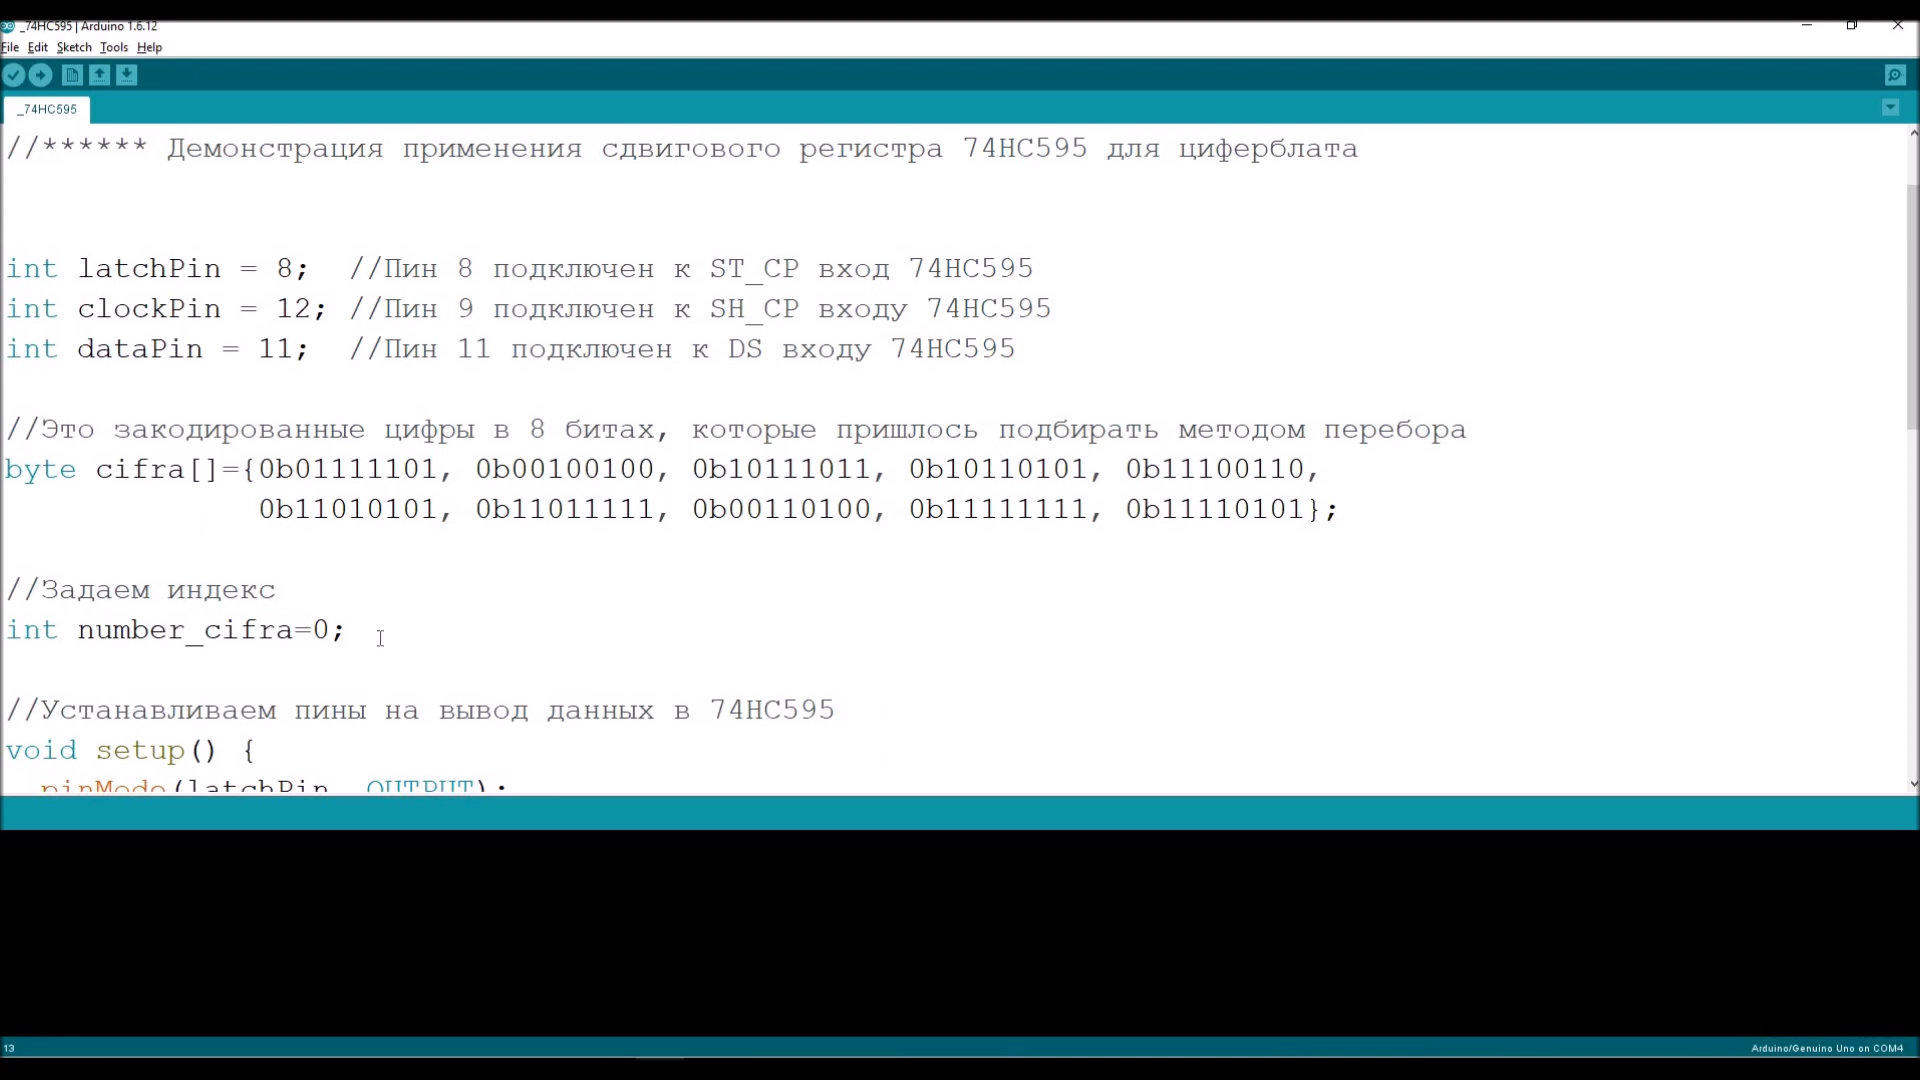 _74HC595 | Arduino 1.6.12
File Edit Sketch Tools Help
_74HC595
//****** Демонстрация применения сдвигового регистра 74HC595 для циферблата
int latchPin = 8;  //Пин 8 подключен к ST_CP вход 74HC595
int clockPin = 12; //Пин 9 подключен к SH_CP входу 74HC595
int dataPin = 11;  //Пин 11 подключен к DS входу 74HC595
//Это закодированные цифры в 8 битах, которые пришлось подбирать методом перебора
byte cifra[]={0b01111101, 0b00100100, 0b10111011, 0b10110101, 0b11100110,
0b11010101, 0b11011111, 0b00110100, 0b11111111, 0b11110101};
//Задаем индекс
int number_cifra=0;
//Устанавливаем пины на вывод данных в 74HC595
void setup() {
pinMode(latchPin, OUTPUT);
13
Arduino/Genuino Uno on COM4